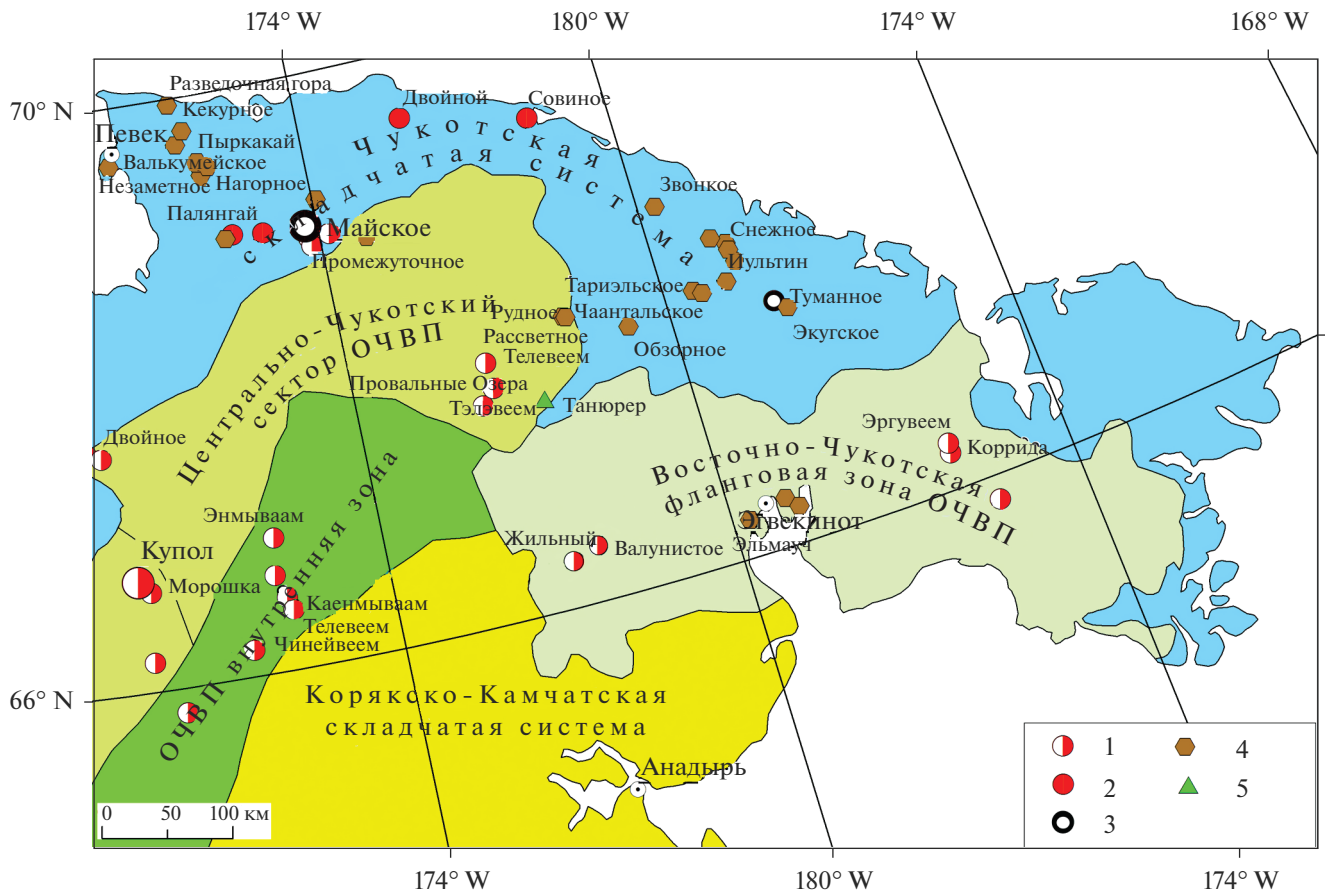 174° W
180° W
174° W
168° W
70° N
Разведочная гора
Кекурное
Двойной
Совиное
Певек
Пыркакай
Чукотская
складчатая система
Валькумейское
Незаметное
Нагорное
Звонкое
Палянгай
Майское
Снежное
Промежуточное
Иультин
Тариэльское
Туманное
Рудное
Чаантальское
Экугское
Центрально-Чукотский
сектор ОЧВП
Рассветное
Обзорное
Телевеем
Провальные Озера
Тэлэвеем
Танюрер
Двойное
Эргувеем
Коррида
Восточно-Чукотская
фланговая зона ОЧВП
Энмываам
Эгвекинот
Жильный
Валунистое
Эльмауч
Купол
Морошка
ОЧВП внутренняя зона
Каенмываам
Телевеем
Чинейвеем
66° N
Корякско-Камчатская
складчатая система
Анадырь
0 50 100 км
1
2
3
4
5
174° W
180° W
174° W